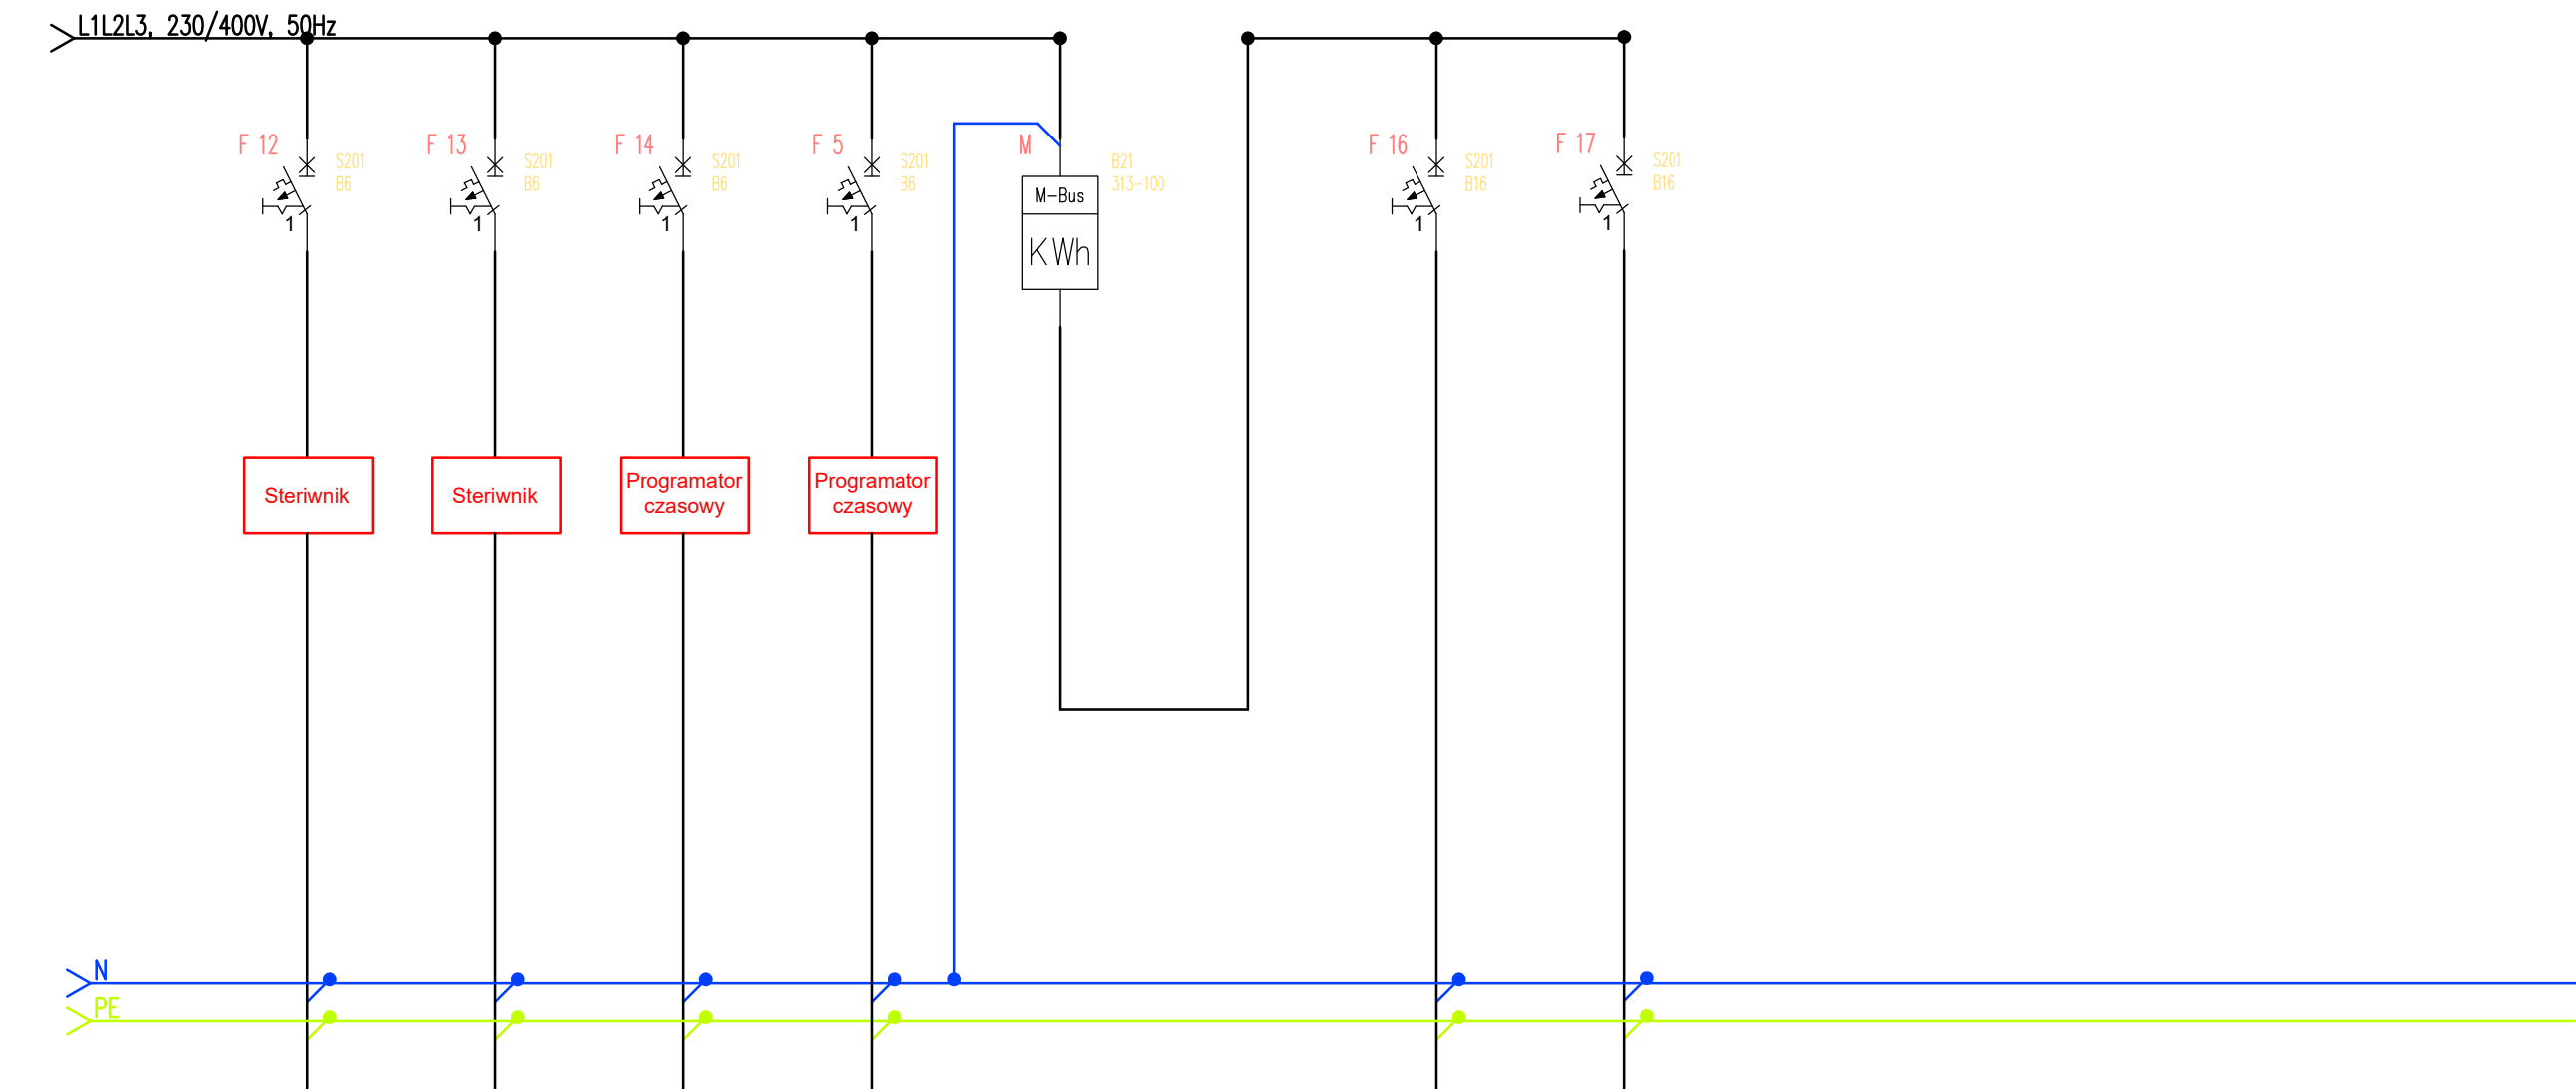 L1L2L3, 230/400V, 50Hz
F 12
S201
B6
1
F 13
S201
B6
1
F 14
S201
B6
1
F 5
S201
B6
1
M
B21
313-100
M-Bus
KWh
F 16
S201
B16
1
F 17
S201
B16
1
Steriwnik
Steriwnik
Programator
czasowy
Programator
czasowy
N
PE